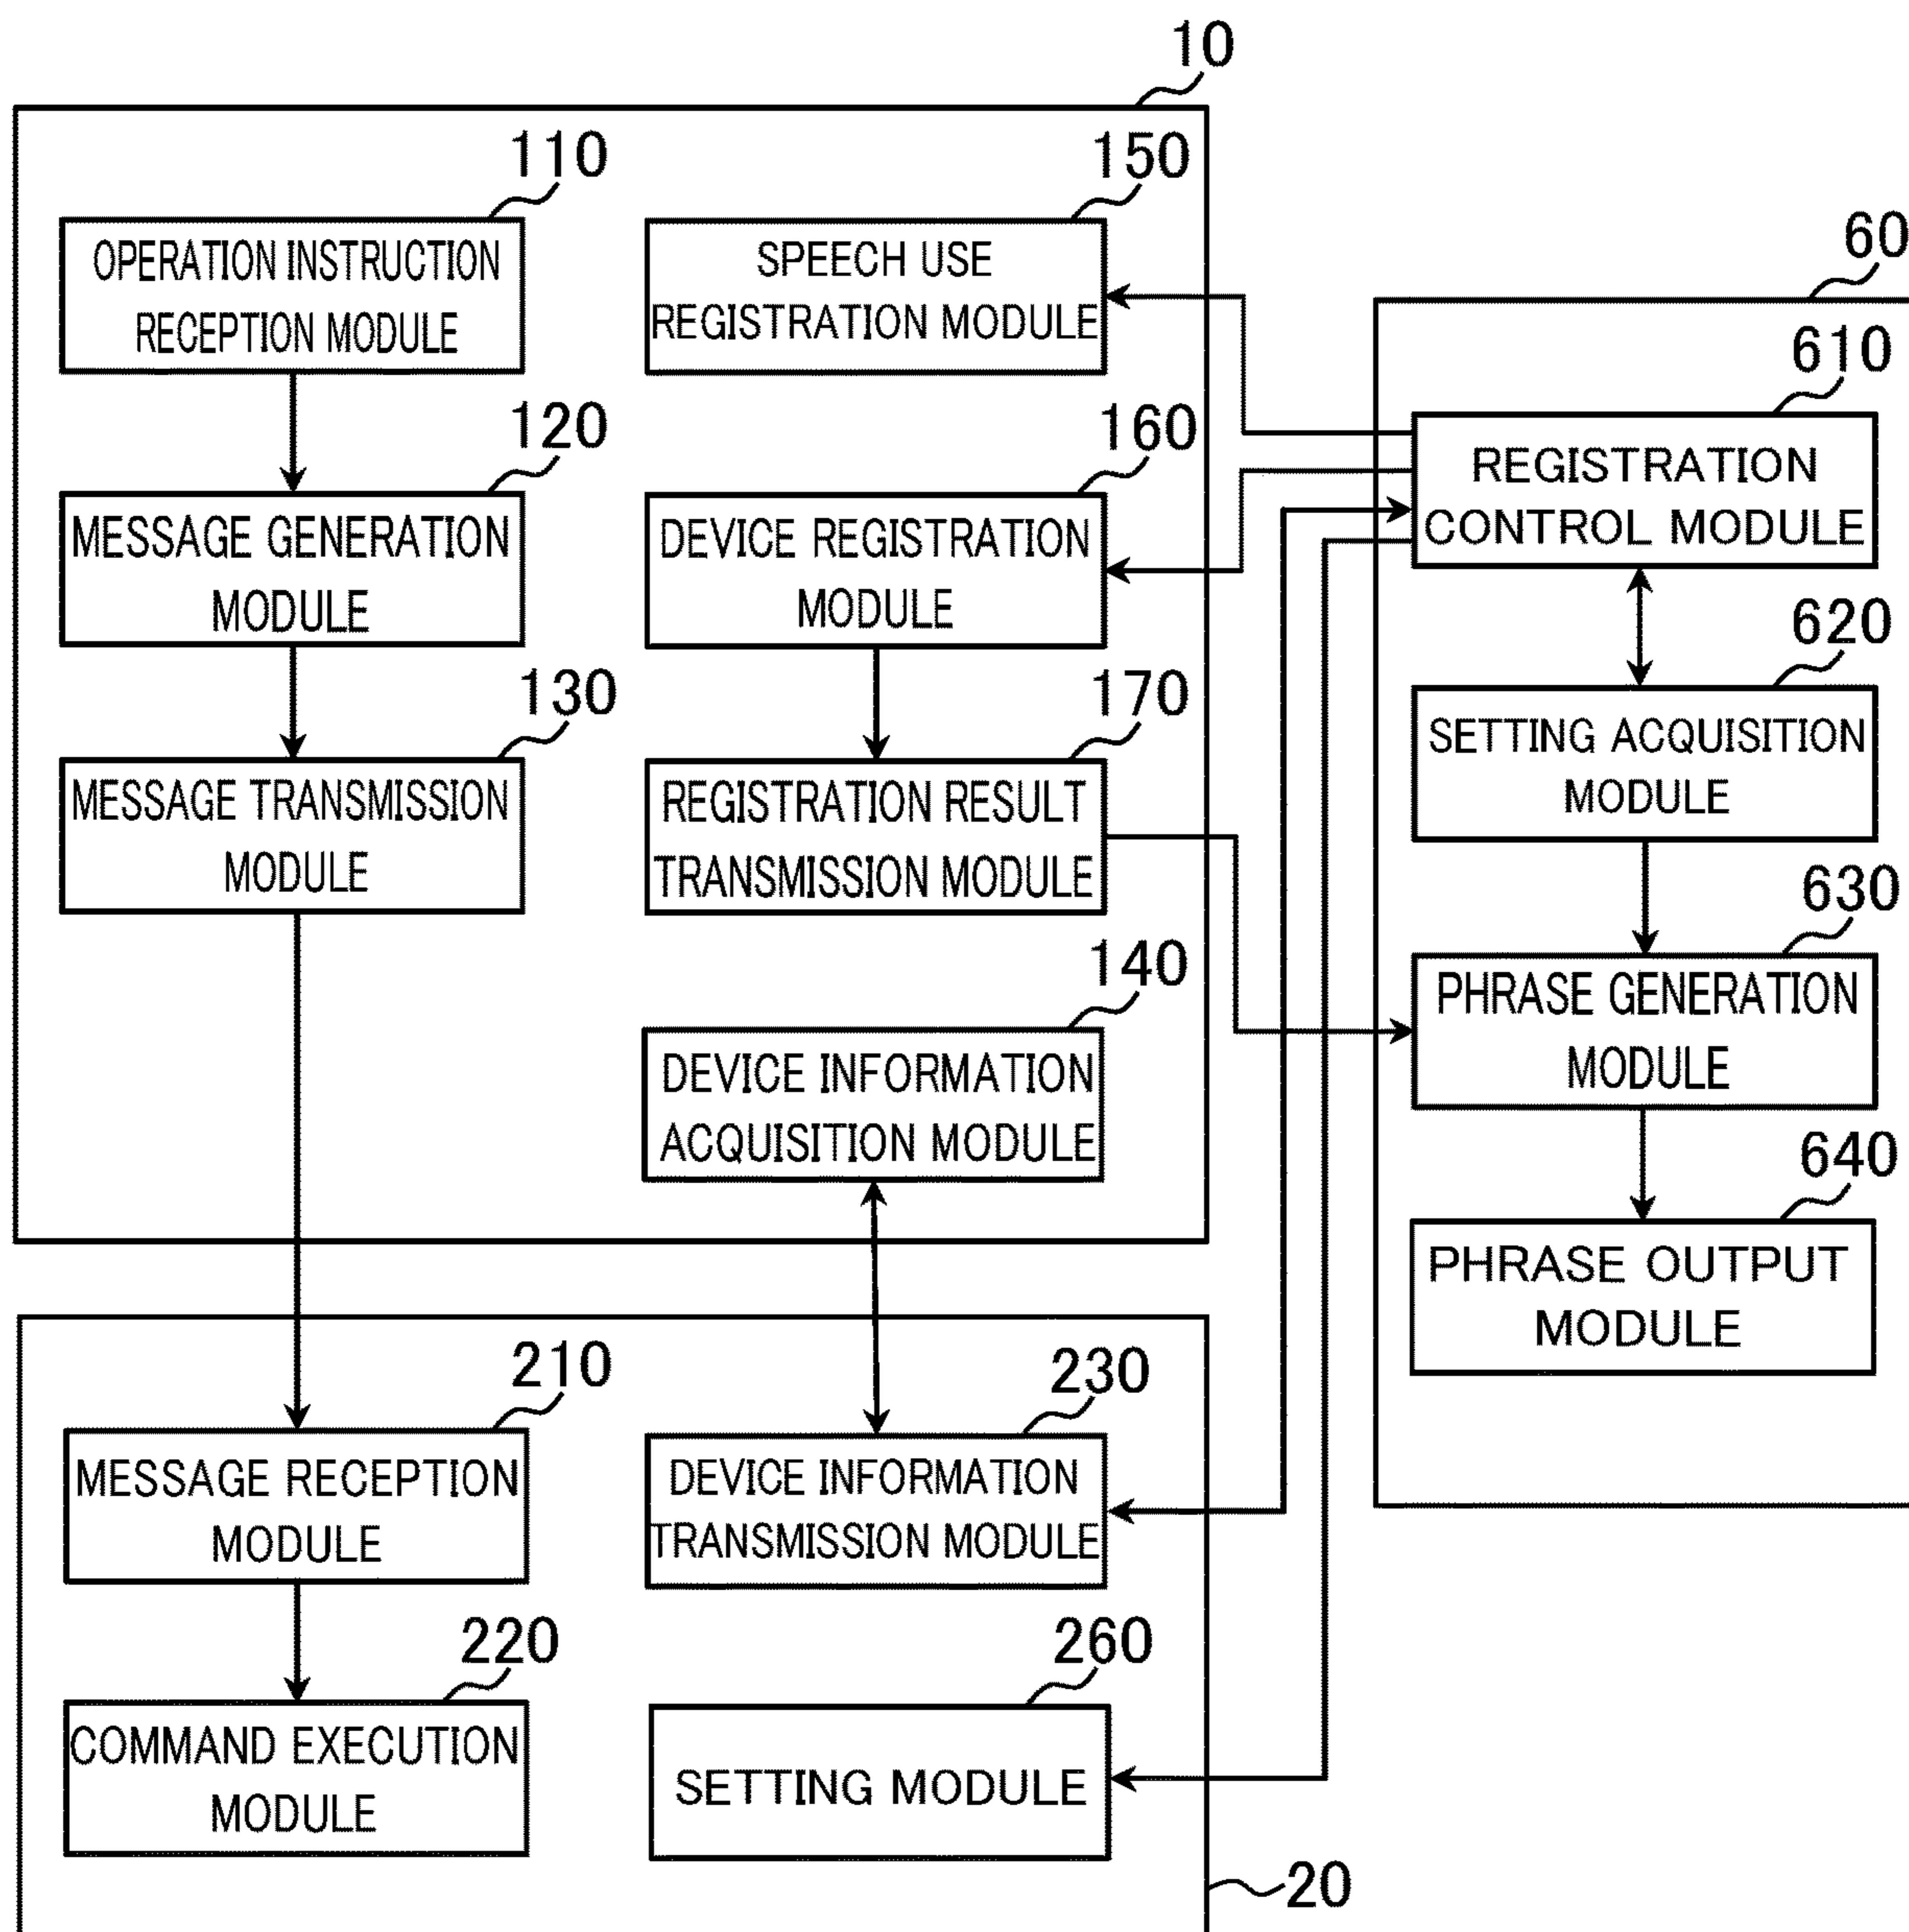 10
110
OPERATION INSTRUCTION
RECEPTION MODULE
120
MESSAGE GENERATION
MODULE
130
MESSAGE TRANSMISSION
MODULE
150
SPEECH USE
REGISTRATION MODULE
160
DEVICE REGISTRATION
MODULE
170
REGISTRATION RESULT
TRANSMISSION MODULE
140
DEVICE INFORMATION
ACQUISITION MODULE
60
610
REGISTRATION
CONTROL MODULE
620
SETTING ACQUISITION
MODULE
630
PHRASE GENERATION
MODULE
640
PHRASE OUTPUT
MODULE
210
MESSAGE RECEPTION
MODULE
220
COMMAND EXECUTION
MODULE
230
DEVICE INFORMATION
TRANSMISSION MODULE
260
SETTING MODULE
20